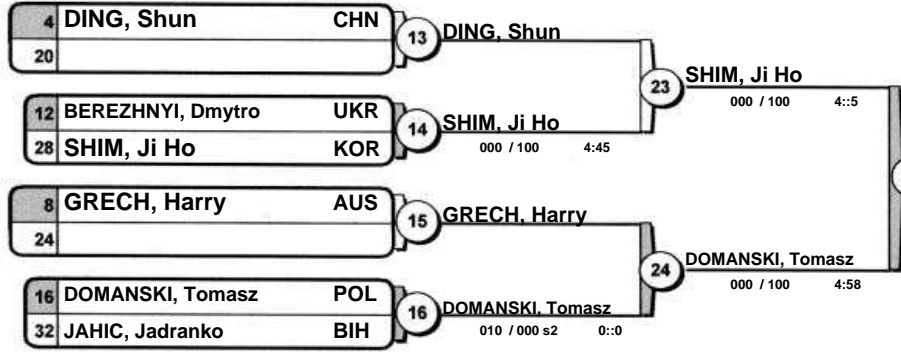 4 DING, Shun CHN
20
13 DING, Shun
12 BEREZHNYI, Dmytro UKR
28 SHIM, Ji Ho KOR
14 SHIM, Ji Ho
000 / 100 4:45
23 SHIM, Ji Ho
000 / 100 4::5
8 GRECH, Harry AUS
24
15 GRECH, Harry
16 DOMANSKI, Tomasz POL
32 JAHIC, Jadranko BIH
16 DOMANSKI, Tomasz
010 / 000 s2 0::0
24 DOMANSKI, Tomasz
000 / 100 4:58